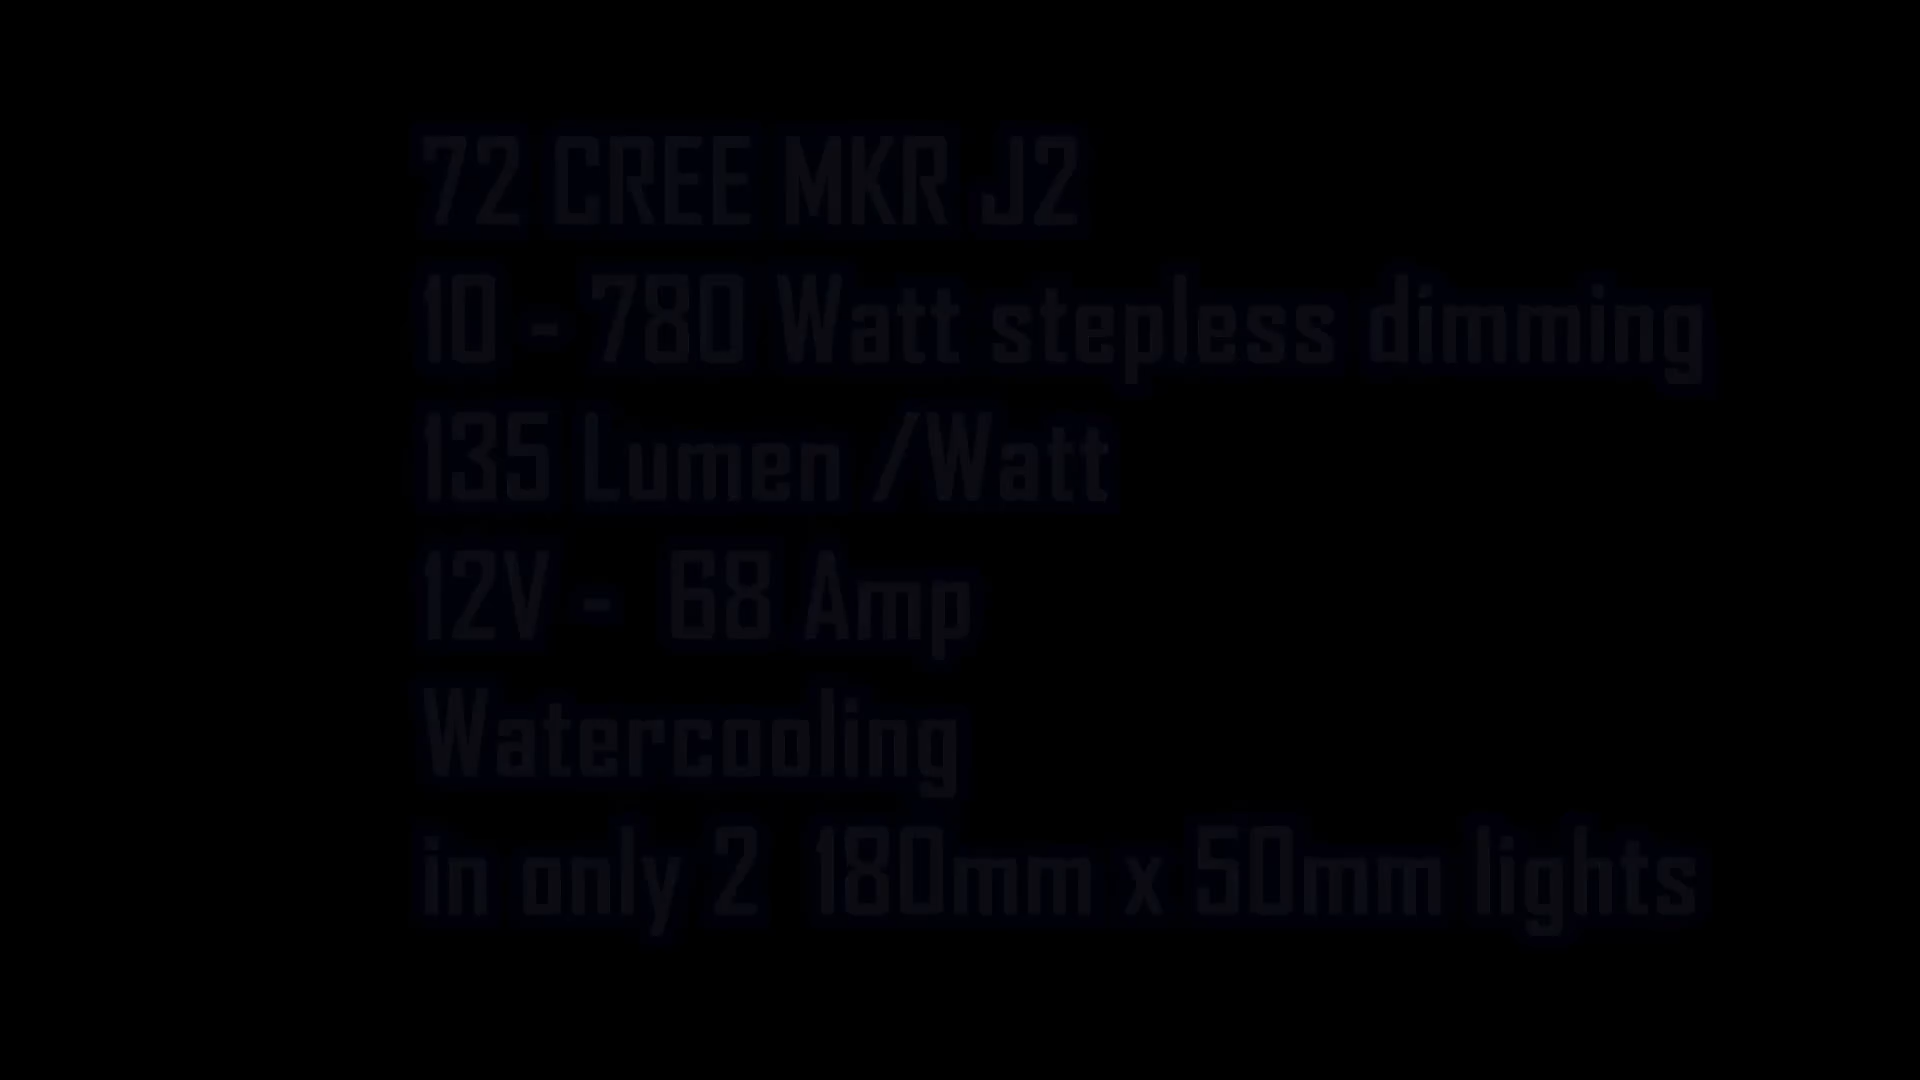 72 CREE MKR J2
10 - 780 Watt stepless dimming
135 Lumen /Watt
12V - 68 Amp
Watercooling
in only 2 180mm x 50mm lights